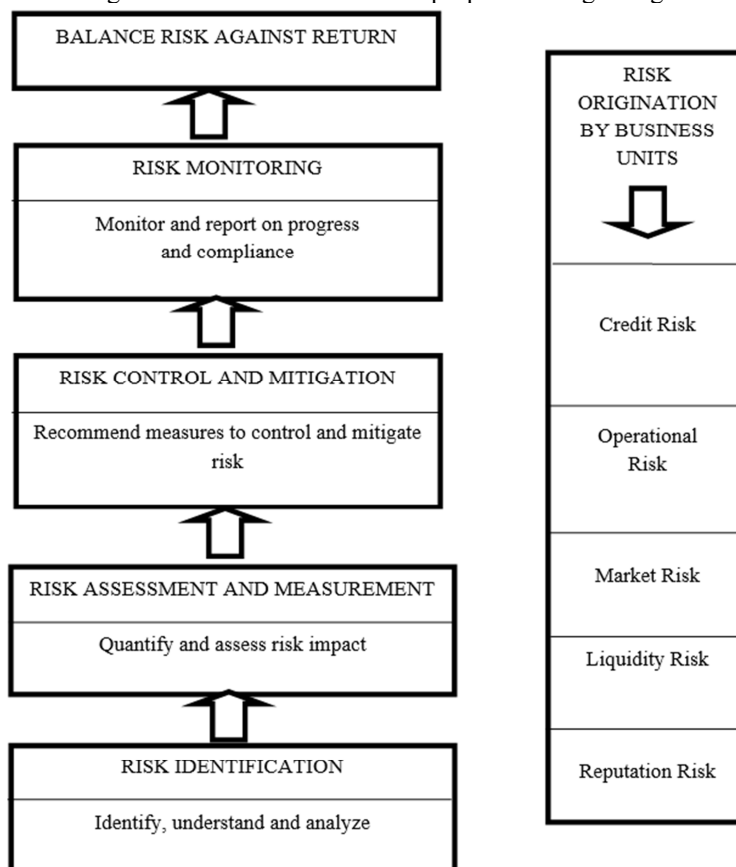 BALANCE RISK AGAINST RETURN
RISK MONITORING
Monitor and report on progress
and compliance
RISK CONTROL AND MITIGATION
Recommend measures to control and mitigate
risk
RISK ASSESSMENT AND MEASUREMENT
Quantify and assess risk impact
RISK IDENTIFICATION
Identify, understand and analyze
RISK
ORIGINATION
BY BUSINESS
UNITS
Credit Risk
Operational
Risk
Market Risk
Liquidity Risk
Reputation Risk